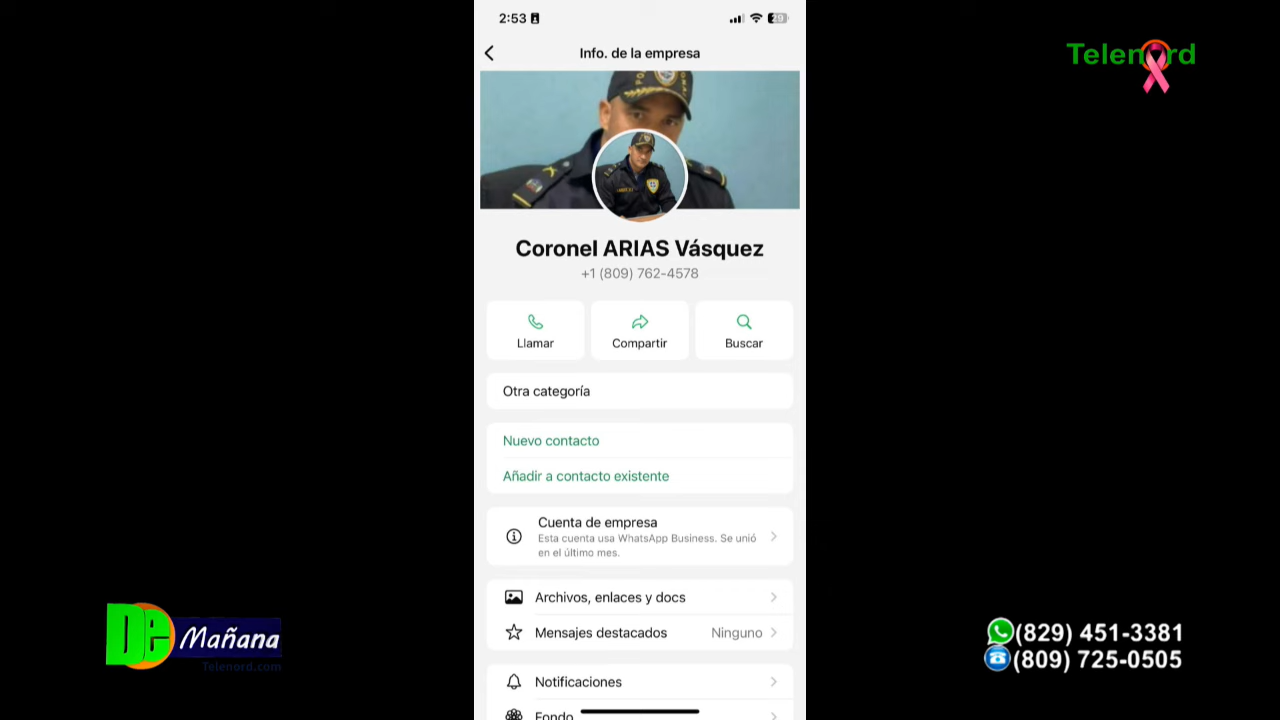 2:53
49
Info. de la empresa
Telenord
Coronel ARIAS Vásquez
+1 (809) 762-4578
Llamar
Compartir
Buscar
Otra categoría
Nuevo contacto
Añadir a contacto existente
Cuenta de empresa
Esta cuenta usa WhatsApp Business. Se unió
en el último mes.
Archivos, enlaces y docs
Mensajes destacados Ninguno
Notificaciones
Fondo
De Mañana
Telenord.com
(829) 451-3381
(809) 725-0505